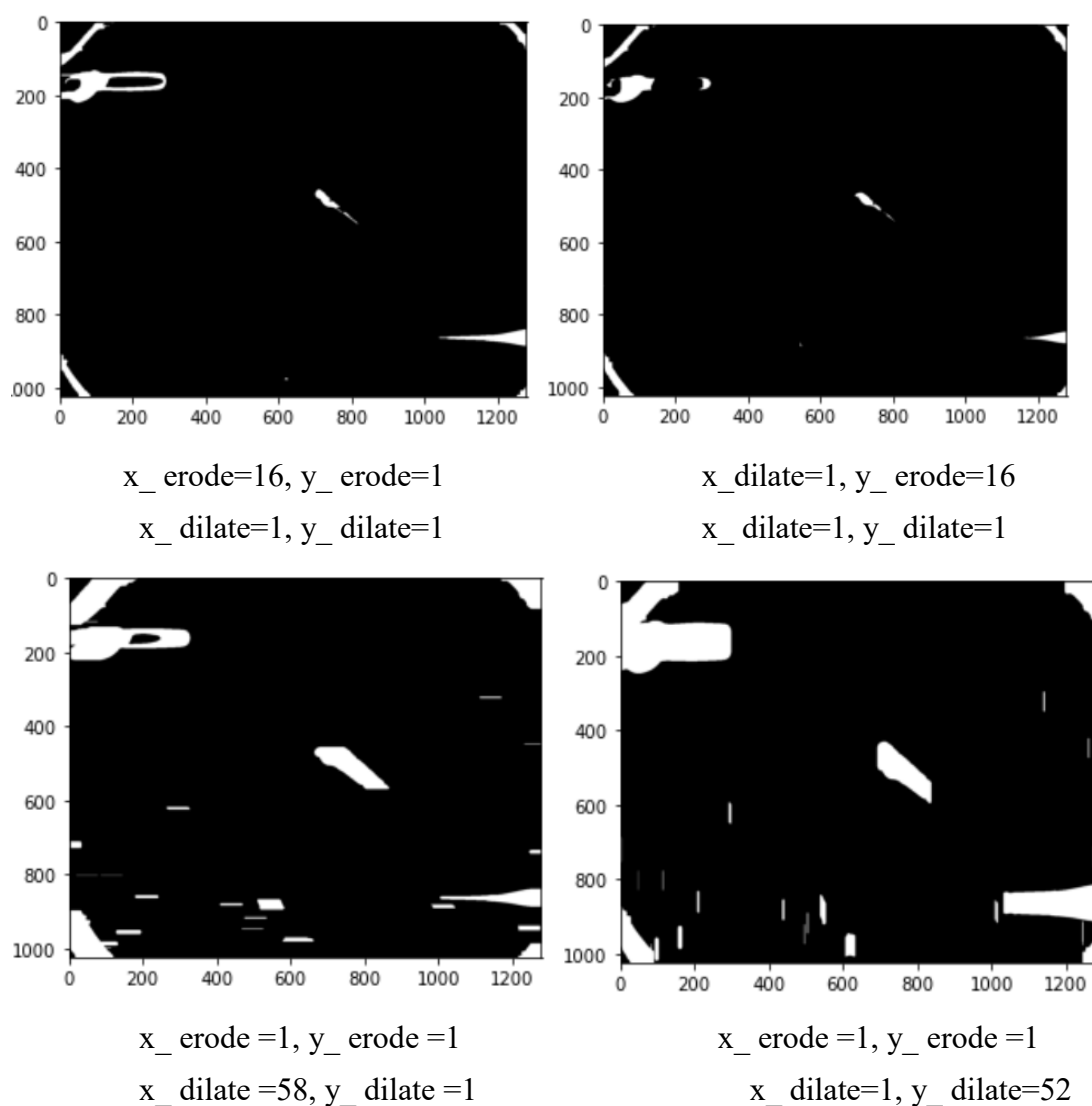 0
200
400
600
800
.000
0 200 400 600 800 1000 1200
0
200
400
600
800
1000
0 200 400 600 800 1000 1200
x_ erode=16, y_ erode=1
x_ dilate=1, y_ dilate=1
x_dilate=1, y_ erode=16
x_ dilate=1, y_ dilate=1
0
200
400
600
800
1000
0 200 400 600 800 1000 1200
0
200
400
600
800
1000
0 200 400 600 800 1000 1200
x_ erode =1, y_ erode =1
x_ dilate =58, y_ dilate =1
x_ erode =1, y_ erode =1
x_ dilate=1, y_ dilate=52